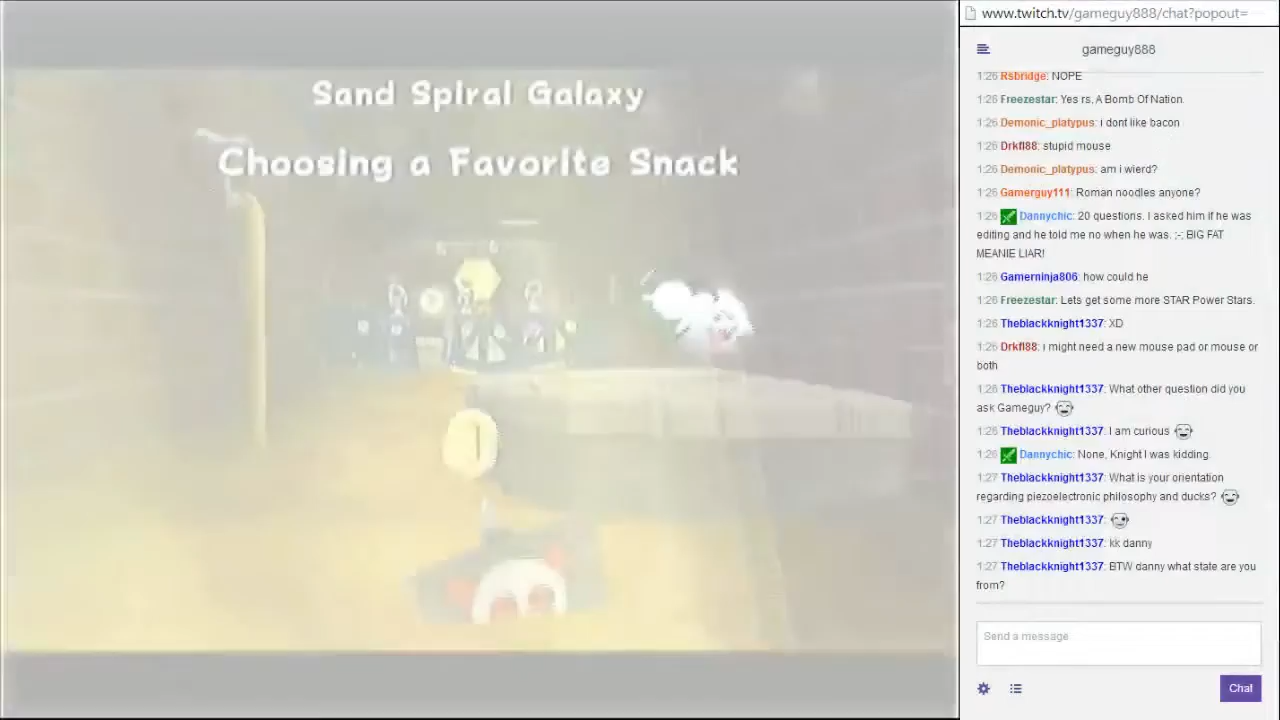 Sand Spiral Galaxy
Choosing a Favorite Snack
www.twitch.tv/gameguy888/chat?popout=
gameguy888
1:26 Rsbridge: NOPE
1:26 Freezestar: Yes rs, A Bomb Of Nation.
1:26 Demonic_platypus: i dont like bacon
1:26 Drkfl88: stupid mouse
1:26 Demonic_platypus: am i wierd?
1:26 Gamerguy111: Roman noodles anyone?
1:26 Dannychic: 20 questions. I asked him if he was
editing and he told me no when he was. ;-; BIG FAT
MEANIE LIAR!
1:26 Gamerninja806: how could he
1:26 Freezestar: Lets get some more STAR Power Stars.
1:26 Theblackknight1337: XD
1:26 Drkfl88: i might need a new mouse pad or mouse or
both
1:26 Theblackknight1337: What other question did you
ask Gameguy?
1:26 Theblackknight1337: I am curious
1:26 Dannychic: None, Knight I was kidding.
1:27 Theblackknight1337: What is your orientation
regarding piezoelectronic philosophy and ducks?
1:27 Theblackknight1337:
1:27 Theblackknight1337: kk danny
1:27 Theblackknight1337: BTW danny what state are you
from?
Send a message
Chat